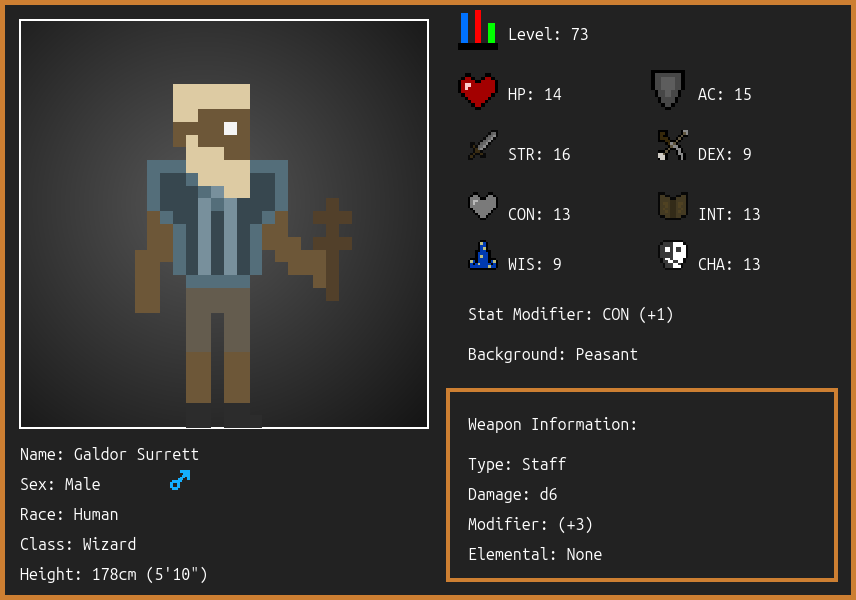 Level: 73
HP: 14
AC: 15
STR: 16
DEX: 9
CON: 13
INT: 13
WIS: 9
CHA: 13
Stat Modifier: CON (+1)
Background: Peasant
Weapon Information:
Type: Staff
Damage: d6
Modifier: (+3)
Elemental: None
Name: Galdor Surrett
Sex: Male
Race: Human
Class: Wizard
Height: 178cm (5'10")